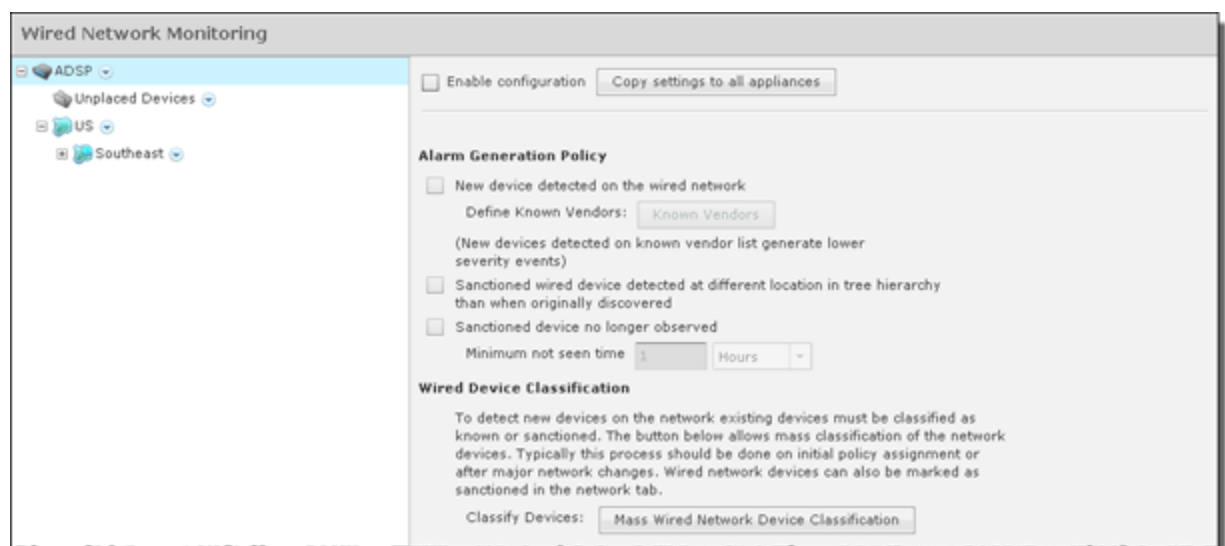 Wired Network Monitoring
ADSP
Unplaced Devices
US
Southeast
Enable configuration Copy settings to all appliances
Alarm Generation Policy
New device detected on the wired network
Define Known Vendors: Known Vendors
(New devices detected on known vendor list generate lower
severity events)
Sanctioned wired device detected at different location in tree hierarchy
than when originally discovered
Sanctioned device no longer observed
Minimum not seen time 1 Hours
Wired Device Classification
To detect new devices on the network existing devices must be classified as
known or sanctioned. The button below allows mass classification of the network
devices. Typically this process should be done on initial policy assignment or
after major network changes. Wired network devices can also be marked as
sanctioned in the network tab.
Classify Devices: Mass Wired Network Device Classification